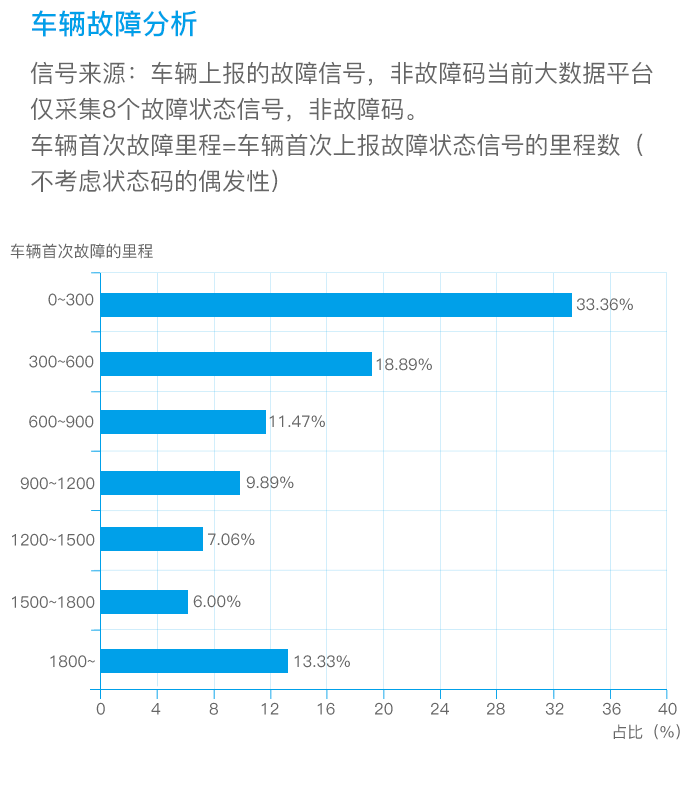 车辆故障分析
信号来源：车辆上报的故障信号，非故障码当前大数据平台
仅采集8个故障状态信号，非故障码。
车辆首次故障里程=车辆首次上报故障状态信号的里程数（
不考虑状态码的偶发性）
车辆首次故障的里程
0~300
33.36%
300~600
18.89%
600~900
11.47%
900~1200
9.89%
1200~1500
7.06%
1500~1800
6.00%
1800~
13.33%
0 4 8 12 16 20 24 28 32 36 40
占比（%）